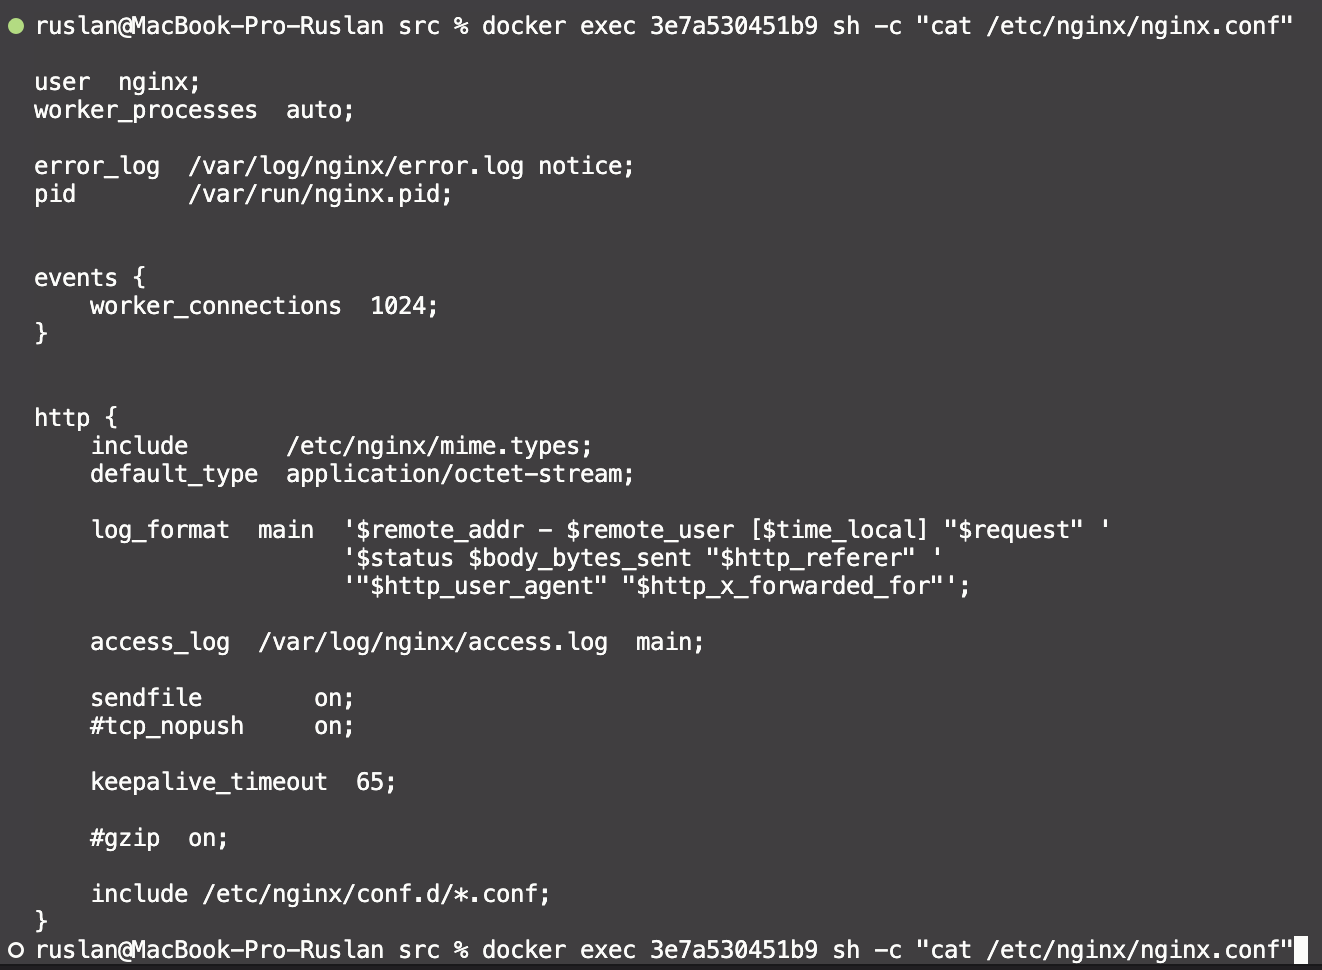 ruslan@MacBook-Pro-Ruslan src % docker exec 3e7a530451b9 sh -c "cat /etc/nginx/nginx.conf"
user  nginx;
worker_processes  auto;
error_log  /var/log/nginx/error.log notice;
pid        /var/run/nginx.pid;
events {
    worker_connections  1024;
}
http {
    include       /etc/nginx/mime.types;
    default_type  application/octet-stream;
    log_format  main  '$remote_addr - $remote_user [$time_local] "$request" '
                      '$status $body_bytes_sent "$http_referer" '
                      '"$http_user_agent" "$http_x_forwarded_for"';
    access_log  /var/log/nginx/access.log  main;
    sendfile        on;
    #tcp_nopush     on;
    keepalive_timeout  65;
    #gzip  on;
    include /etc/nginx/conf.d/*.conf;
}
ruslan@MacBook-Pro-Ruslan src % docker exec 3e7a530451b9 sh -c "cat /etc/nginx/nginx.conf"